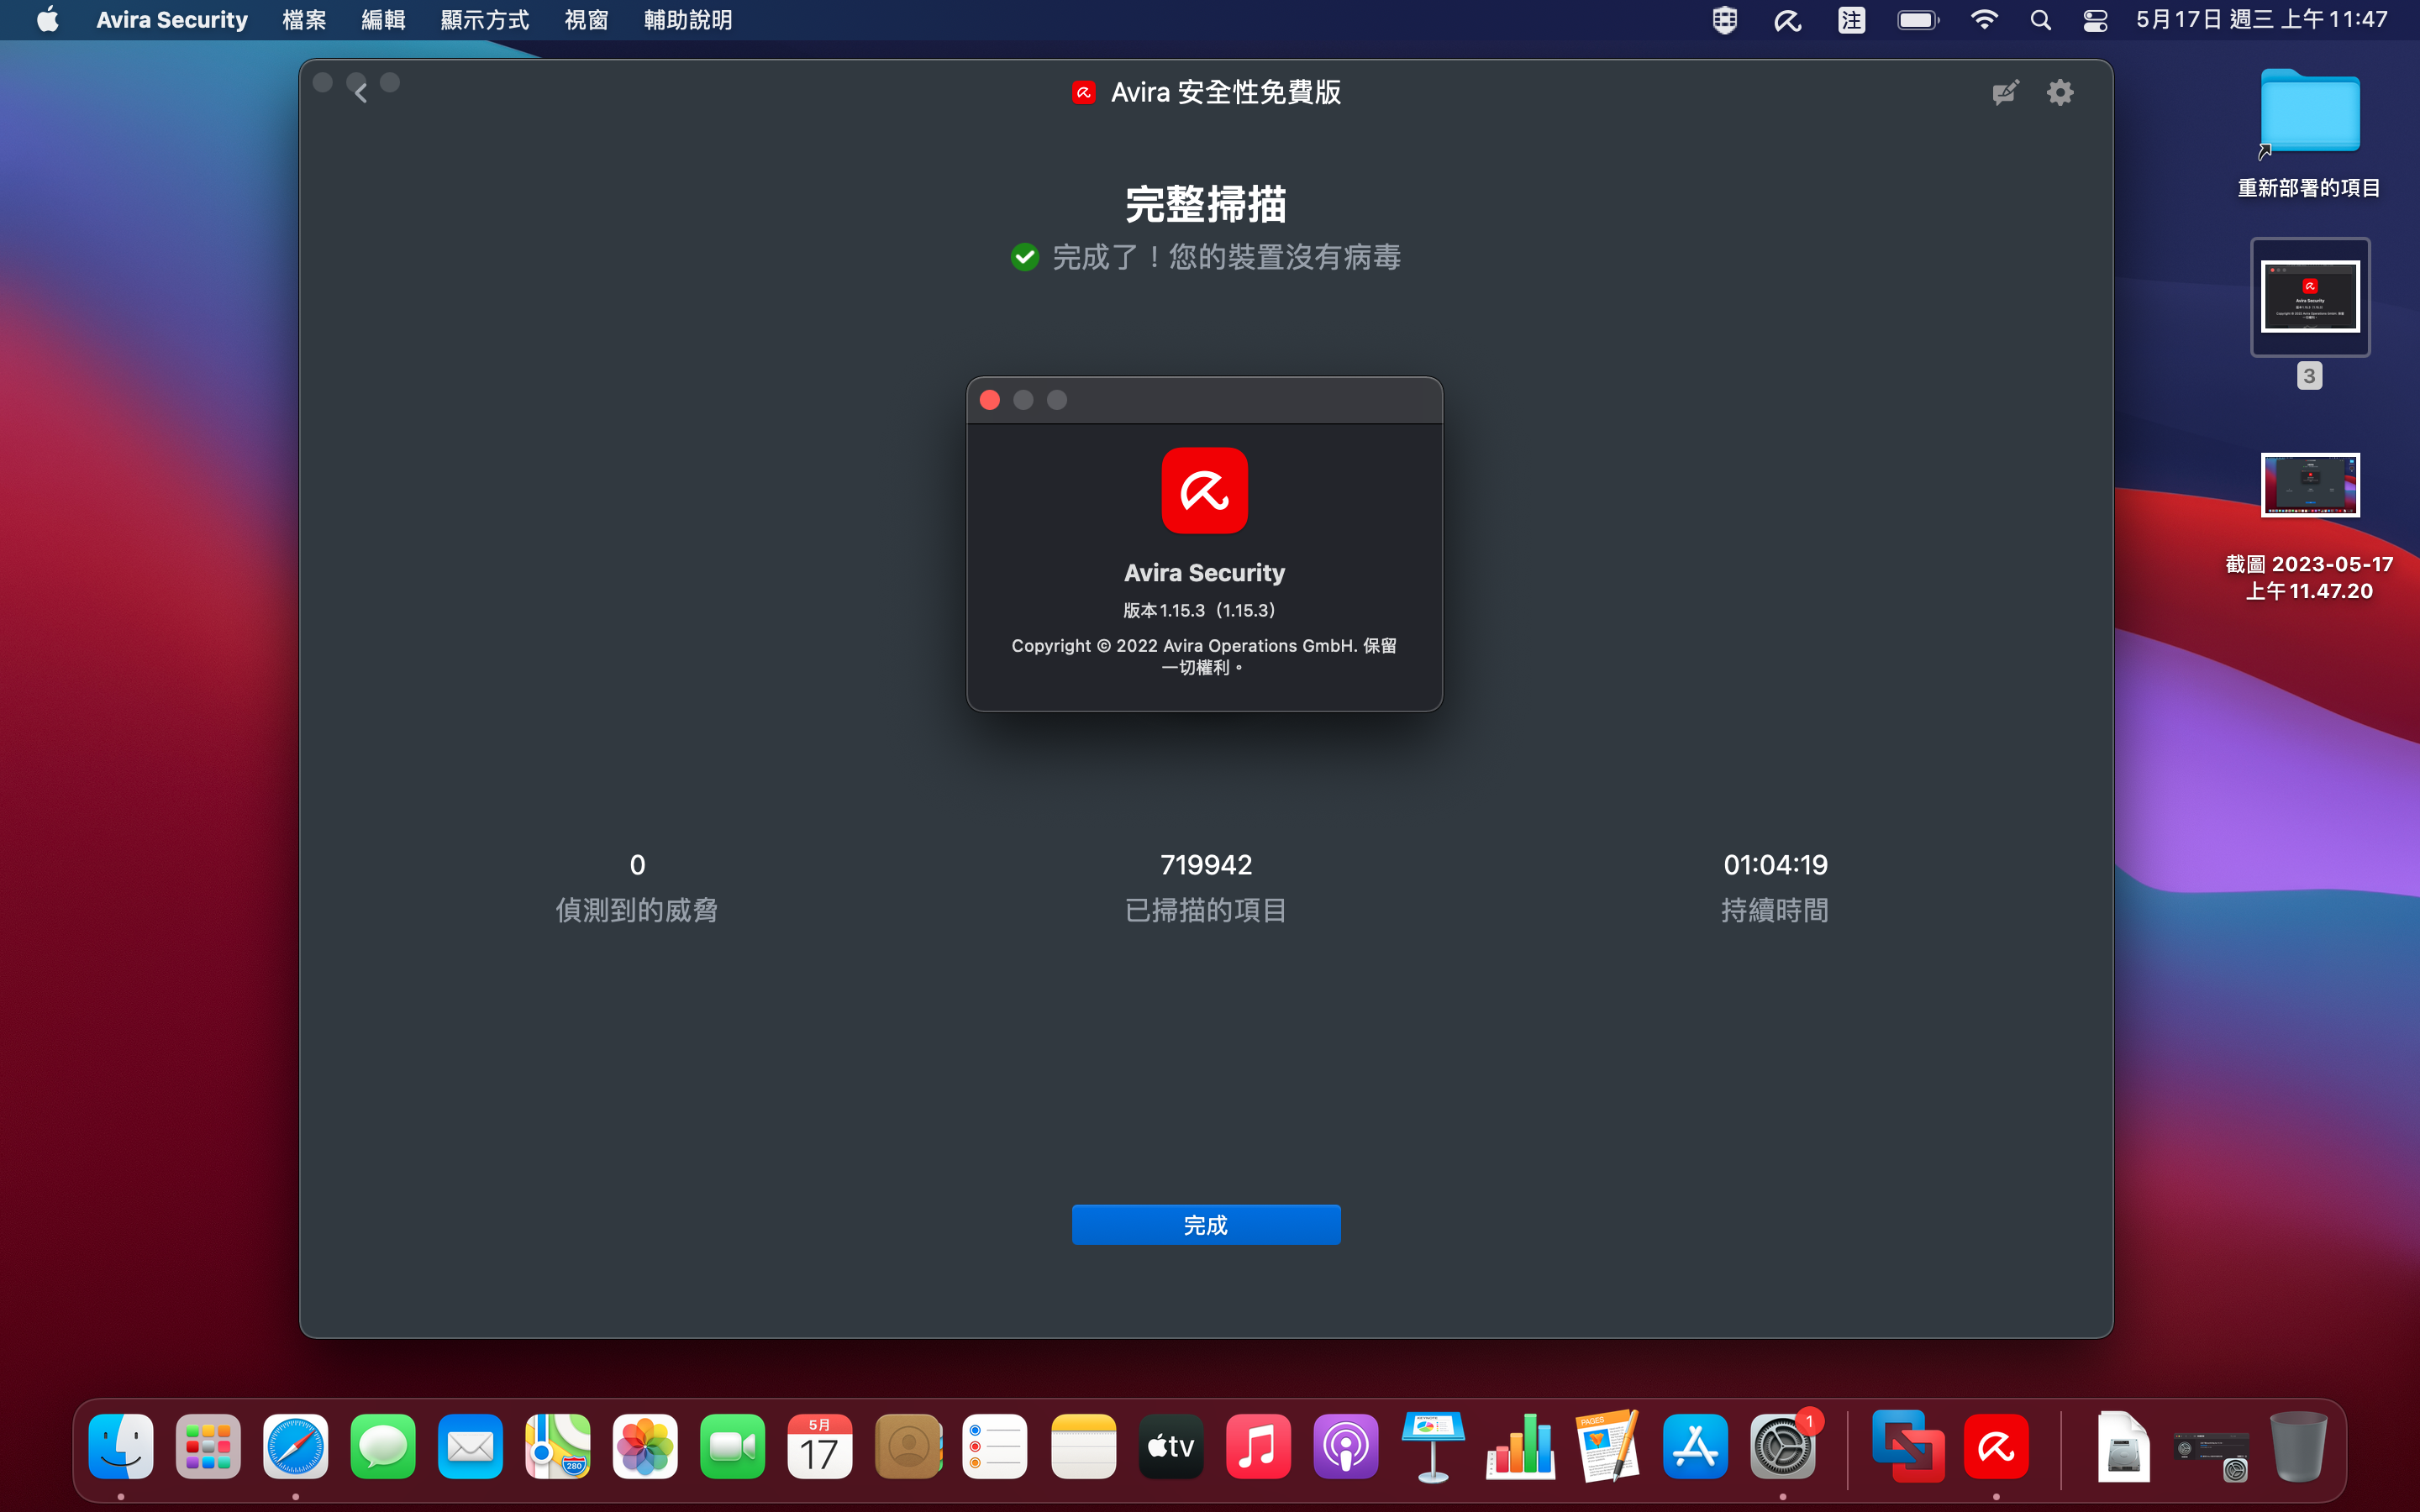 Avira Security 檔案 編輯 顯示方式 視窗 輔助說明 注 5月17日 週三 上午11:47
Avira 安全性免費版
重新部署的項目
完整掃描
完成了！您的裝置沒有病毒
3
截圖 2023-05-17
上午11.47.20
Avira Security
版本1.15.3（1.15.3）
Copyright © 2022 Avira Operations GmbH. 保留
一切權利。
0 719942 01:04:19
偵測到的威脅 已掃描的項目 持續時間
完成
5月
17
280
tv
PAGES
1